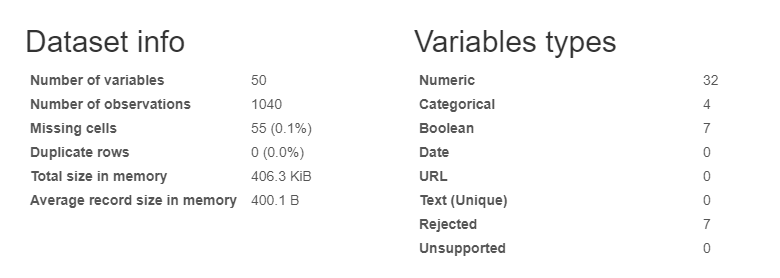 Dataset info
Number of variables 50
Number of observations 1040
Missing cells 55 (0.1%)
Duplicate rows 0 (0.0%)
Total size in memory 406.3 KiB
Average record size in memory 400.1 B
Variables types
Numeric 32
Categorical 4
Boolean 7
Date 0
URL 0
Text (Unique) 0
Rejected 7
Unsupported 0